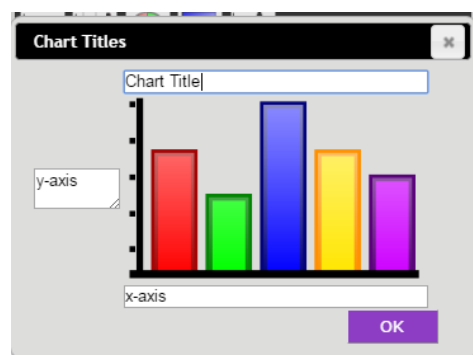 Chart Titles
Chart Title
y-axis
x-axis
OK